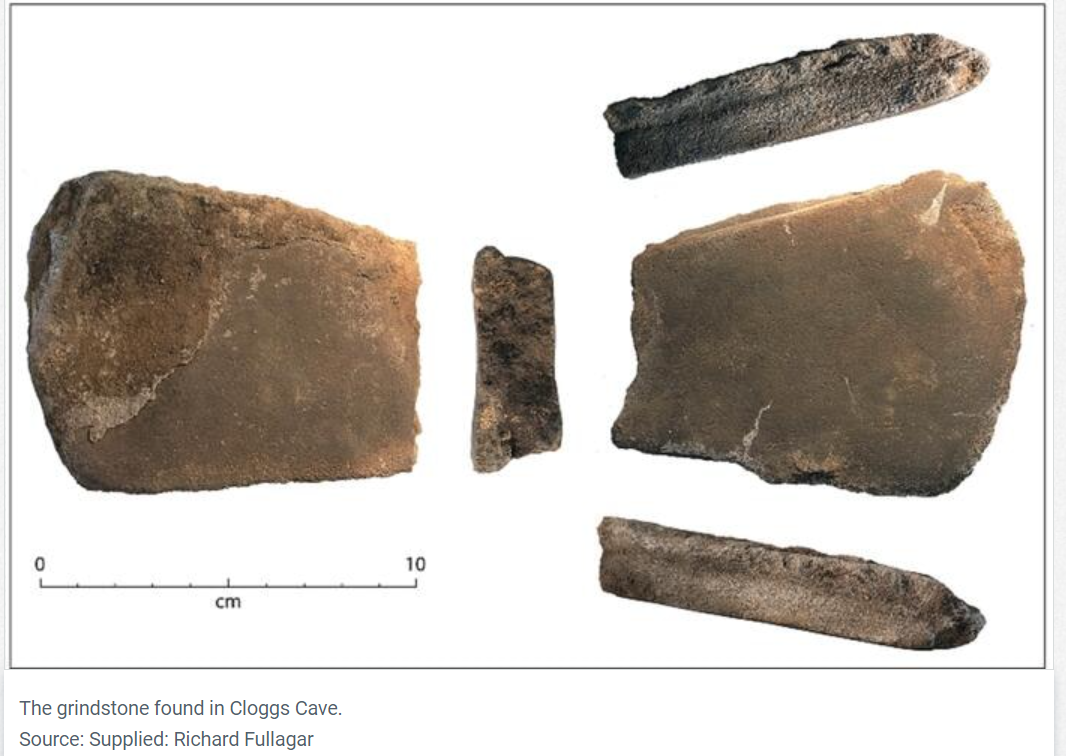 0 10
cm
The grindstone found in Cloggs Cave.
Source: Supplied: Richard Fullagar